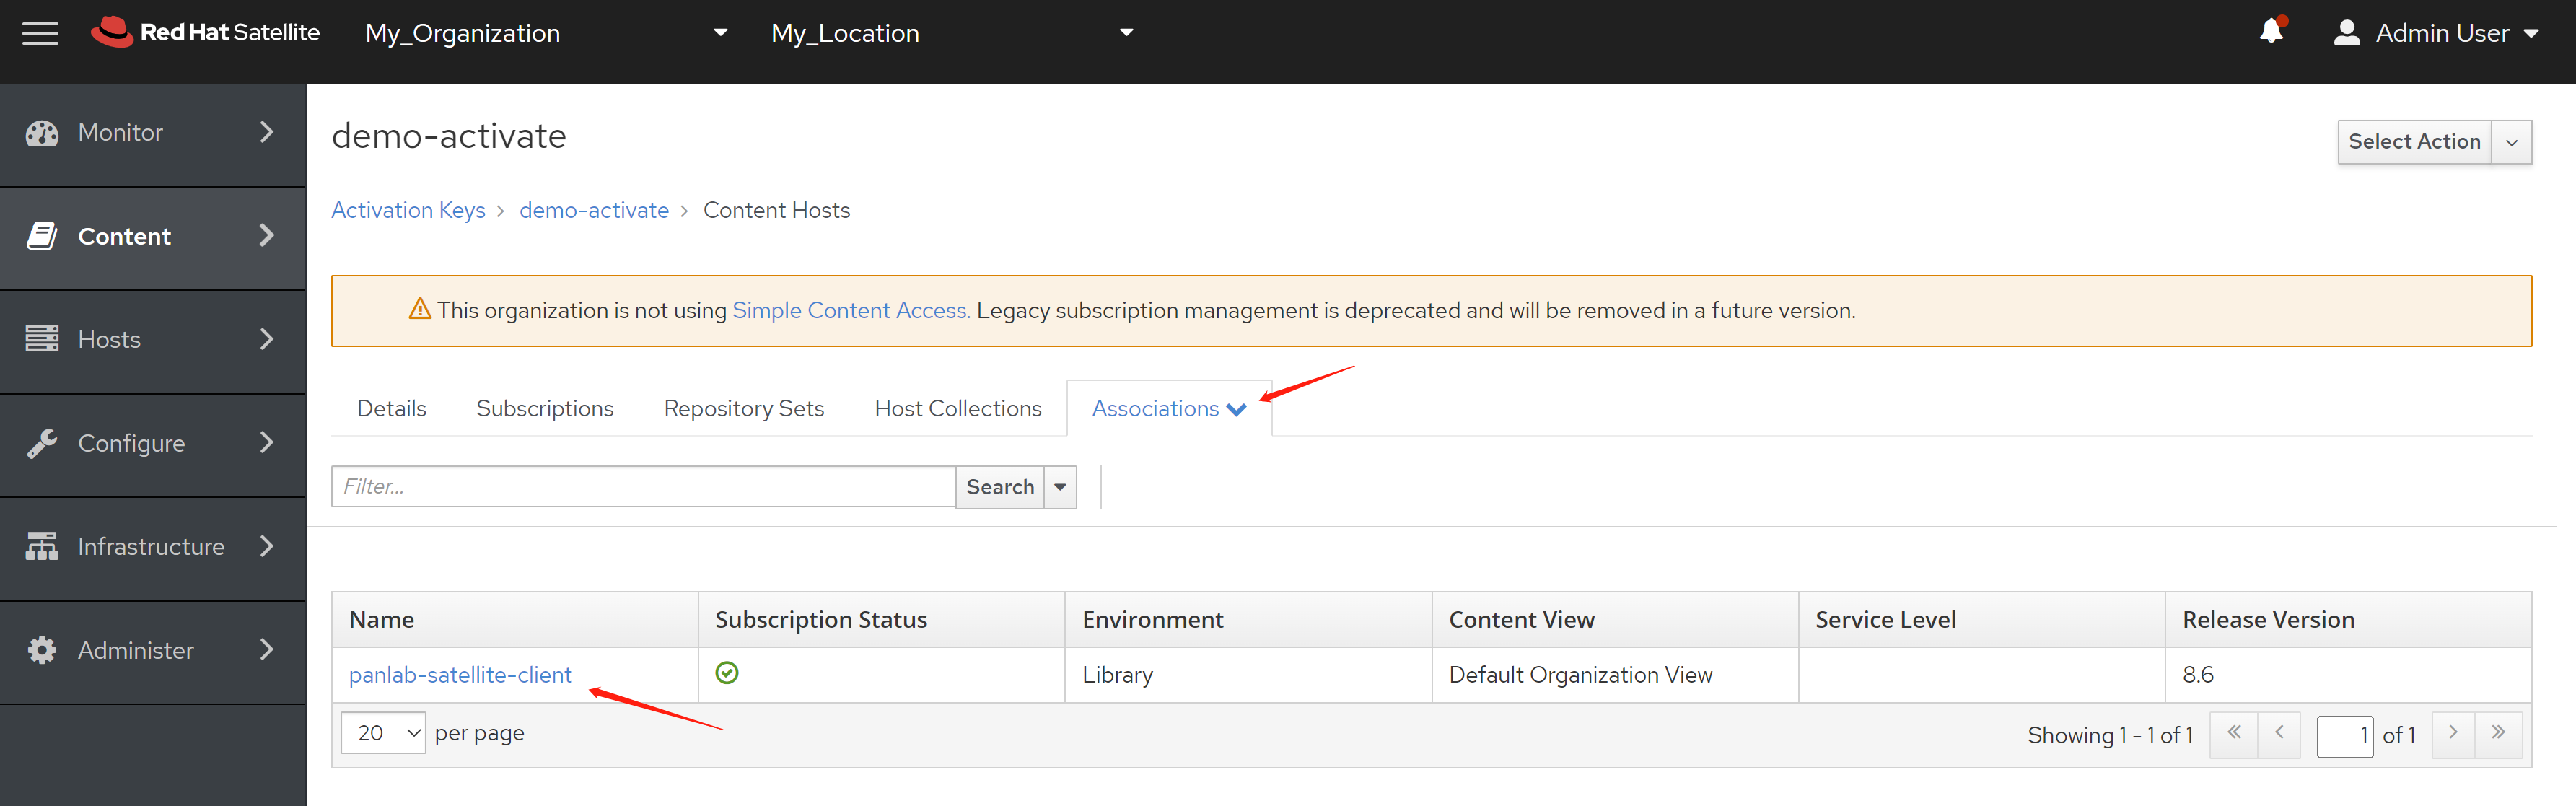 Red Hat Satellite My_Organization My_Location Admin User
Monitor
Content
Hosts
Configure
Infrastructure
Administer
demo-activate
Select Action
Activation Keys > demo-activate > Content Hosts
This organization is not using Simple Content Access. Legacy subscription management is deprecated and will be removed in a future version.
Details Subscriptions Repository Sets Host Collections Associations
Filter... Search
Name Subscription Status Environment Content View Service Level Release Version
panlab-satellite-client Library Default Organization View 8.6
20 per page Showing 1 - 1 of 1 « < 1 of 1 > »